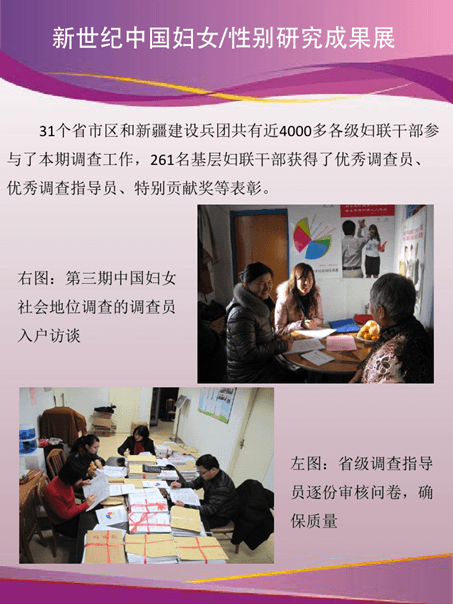 新世纪中国妇女/性别研究成果展
31个省市区和新疆建设兵团共有近4000多各级妇联干部参
与了本期调查工作，261名基层妇联干部获得了优秀调查员、
优秀调查指导员、特别贡献奖等表彰。
右图：第三期中国妇女
社会地位调查的调查员
入户访谈
左图：省级调查指导
员逐份审核问卷，确
保质量